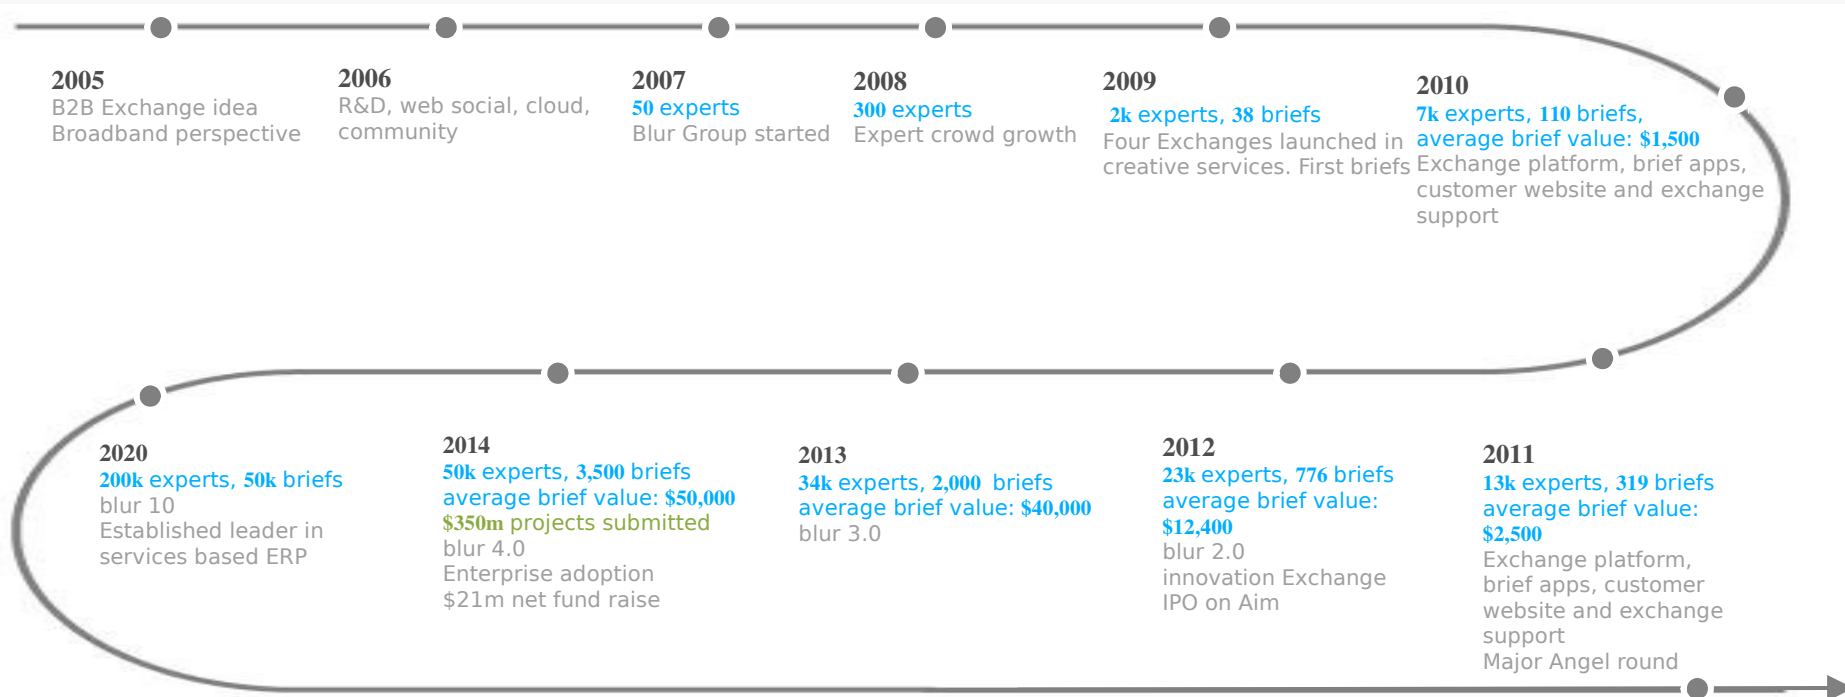 2005
B2B Exchange idea
Broadband perspective
2006
R&D, web social, cloud,
community
2007
50 experts
Blur Group started
2008
300 experts
Expert crowd growth
2009
2k experts, 38 briefs
Four Exchanges launched in
creative services. First briefs
2010
7k experts, 110 briefs,
average brief value: $1,500
Exchange platform, brief apps,
customer website and exchange
support
2020
200k experts, 50k briefs
blur 10
Established leader in
services based ERP
2014
50k experts, 3,500 briefs
average brief value: $50,000
$350m projects submitted
blur 4.0
Enterprise adoption
$21m net fund raise
2013
34k experts, 2,000 briefs
average brief value: $40,000
blur 3.0
2012
23k experts, 776 briefs
average brief value:
$12,400
blur 2.0
innovation Exchange
IPO on Aim
2011
13k experts, 319 briefs
average brief value:
$2,500
Exchange platform,
brief apps, customer
website and exchange
support
Major Angel round